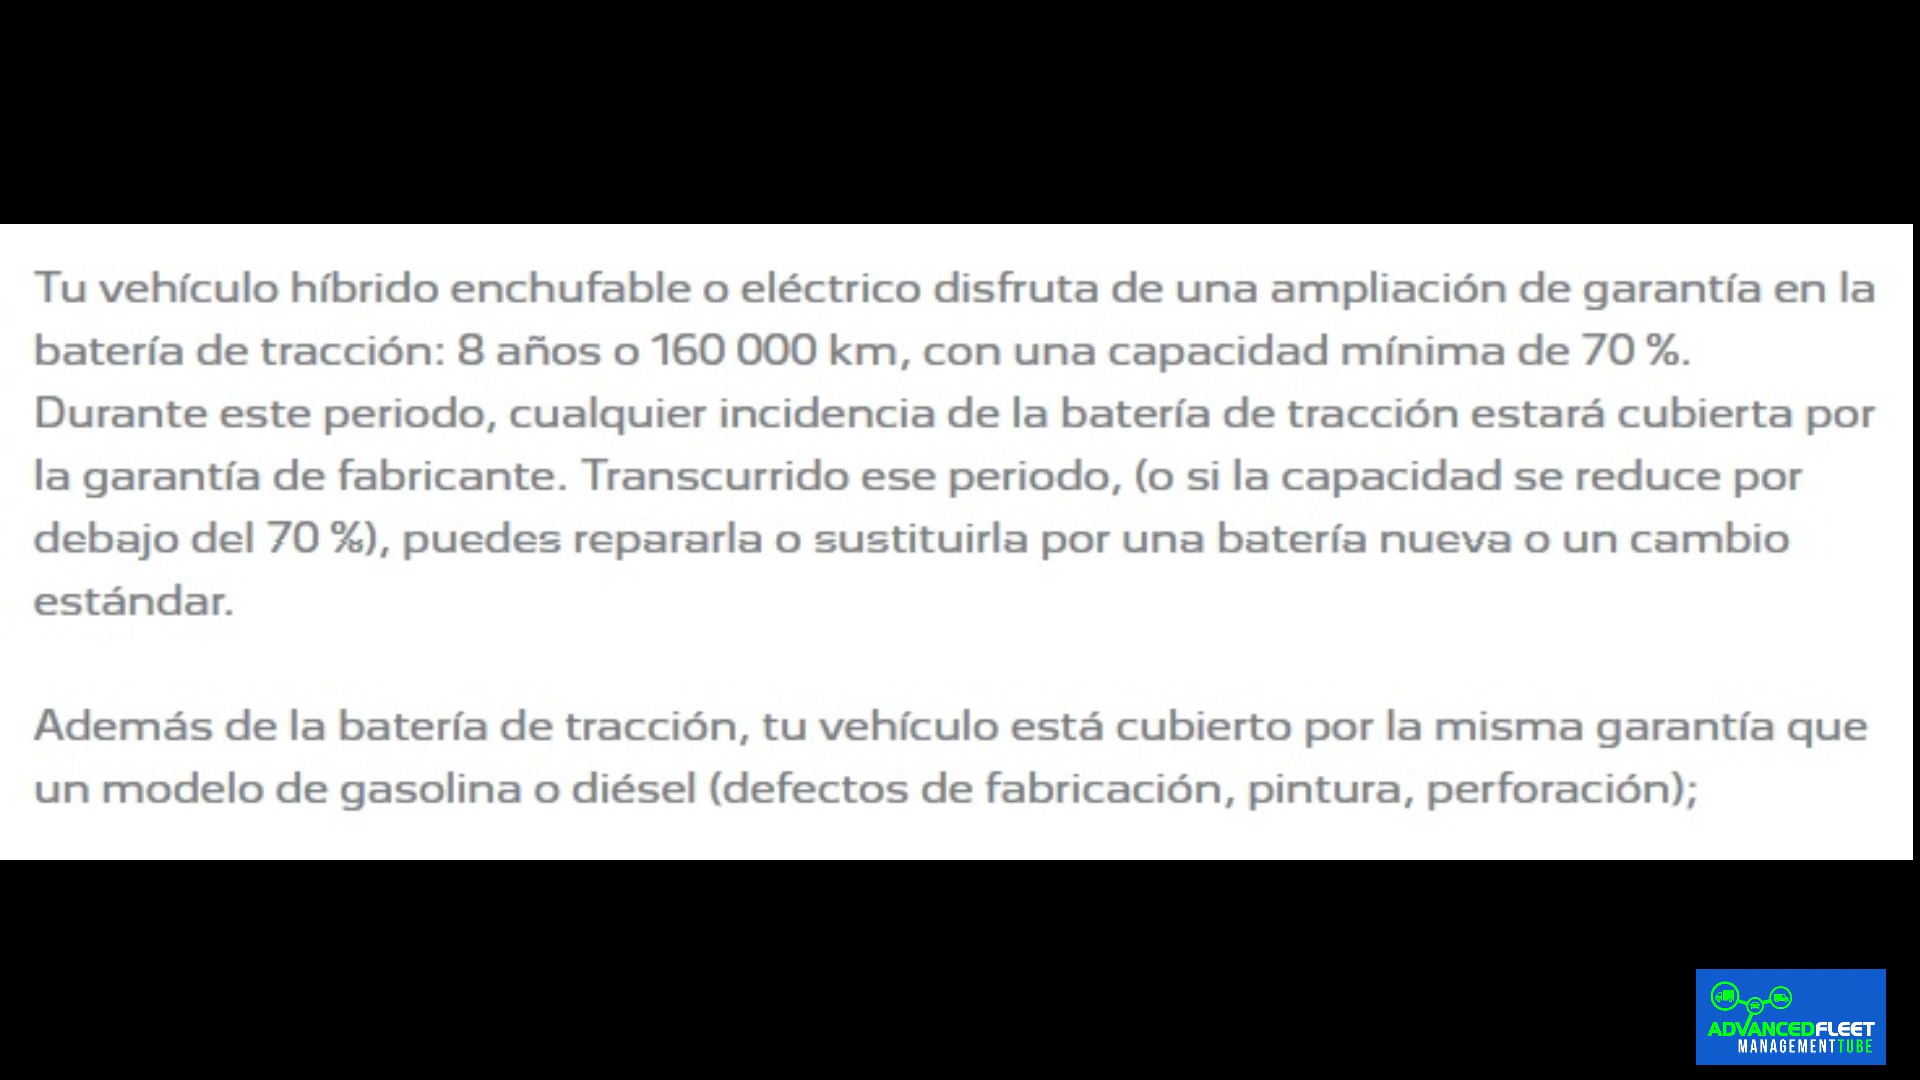 Tu vehículo híbrido enchufable o eléctrico disfruta de una ampliación de garantía en la
batería de tracción: 8 años o 160 000 km, con una capacidad mínima de 70 %.
Durante este periodo, cualquier incidencia de la batería de tracción estará cubierta por
la garantía de fabricante. Transcurrido ese periodo, (o si la capacidad se reduce por
debajo del 70 %), puedes repararla o sustituirla por una batería nueva o un cambio
estándar.
Además de la batería de tracción, tu vehículo está cubierto por la misma garantía que
un modelo de gasolina o diésel (defectos de fabricación, pintura, perforación);
ADVANCEDFLEET
MANAGEMENTTUBE